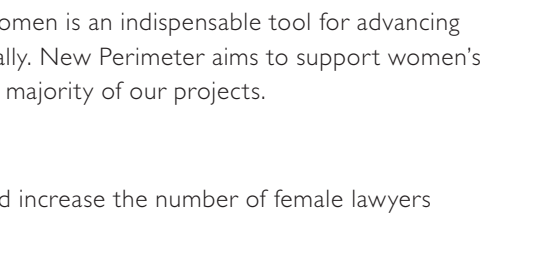 omen is an indispensable tool for advancing
ally. New Perimeter aims to support women's
majority of our projects.
d increase the number of female lawyers